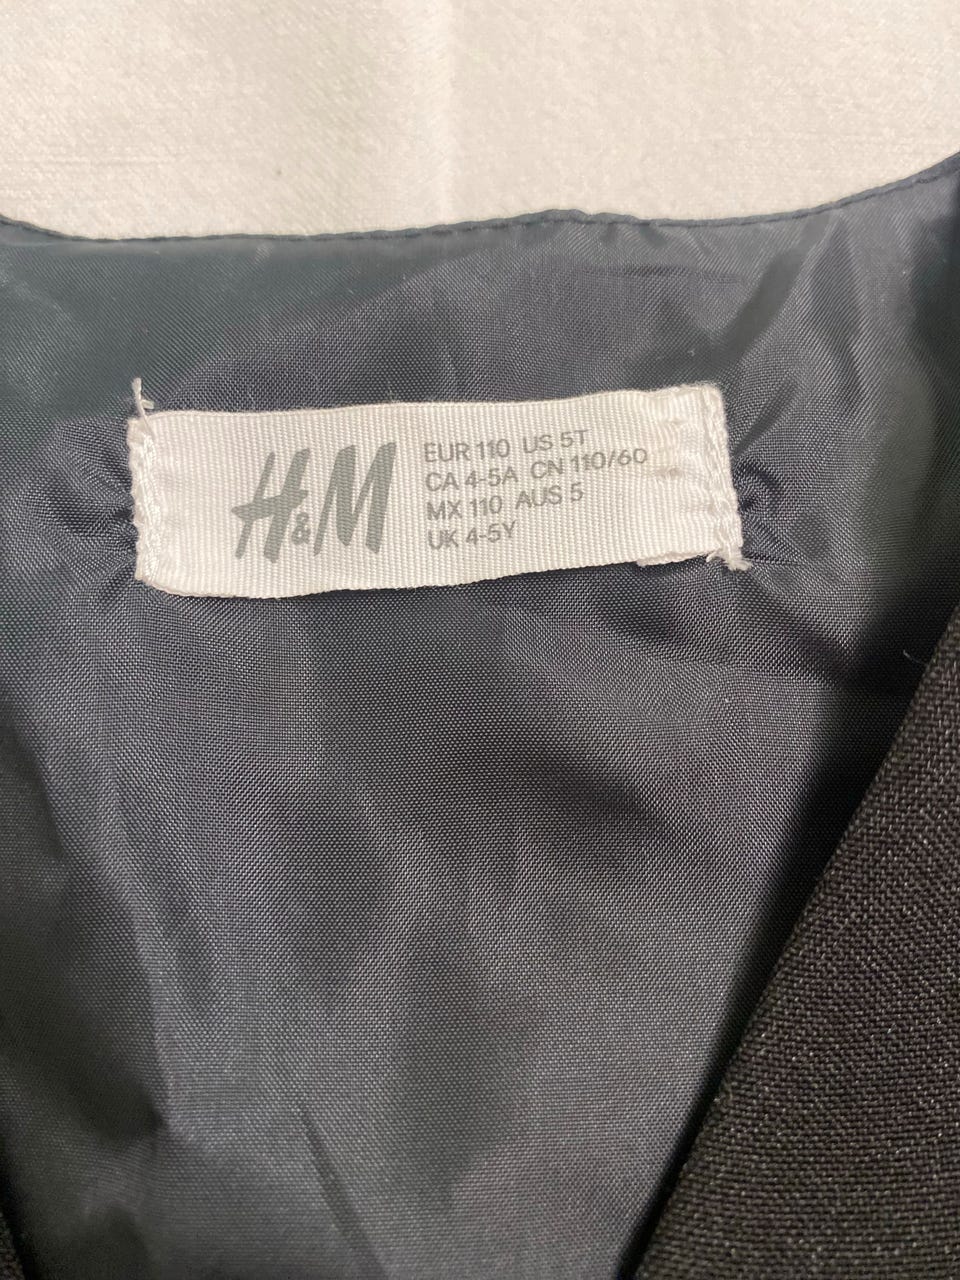 H&M
EUR 110 US 5T
CA 4-5A CN 110/60
MX 110 AUS 5
UK 4-5Y